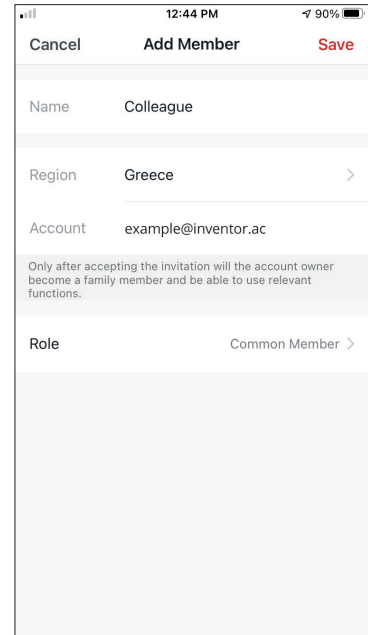 12:44 PM 90%
Cancel Add Member Save
Name Colleague
Region Greece
Account example@inventor.ac
Only after accepting the invitation will the account owner
become a family member and be able to use relevant
functions.
Role Common Member